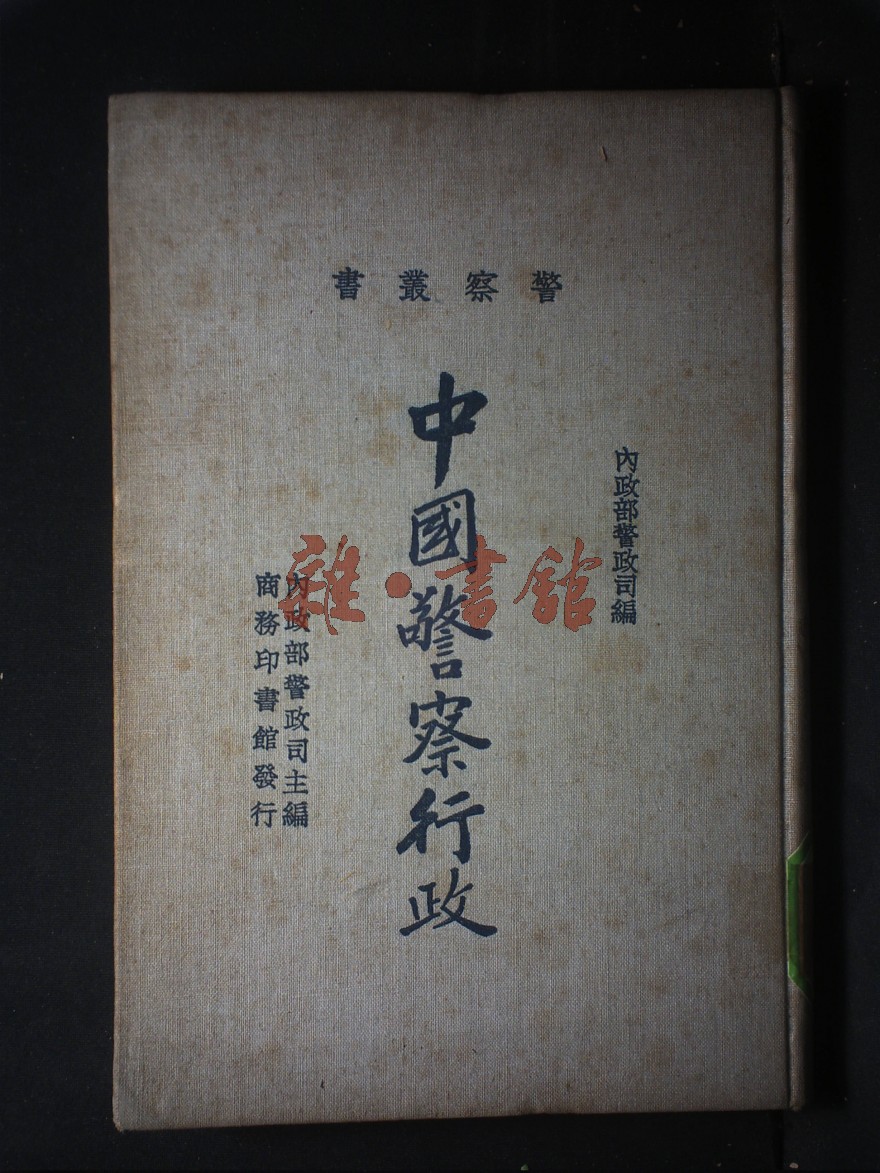 警察叢書
內政部警政司編
中國警察行政
內政部警政司主編
商務印書館發行
雜·書館